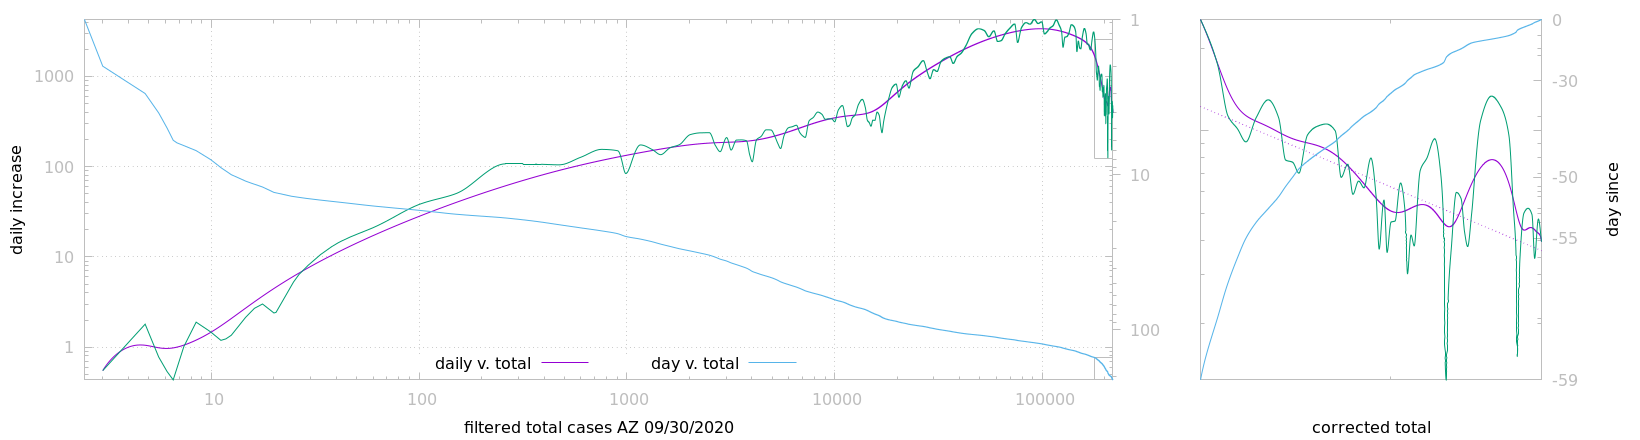 1000
100
10
1
daily increase
10
100
1000
10000
100000
filtered total cases AZ 09/30/2020
daily v. total
day v. total
1
10
100
0
-30
-50
-55
-59
day since
corrected total